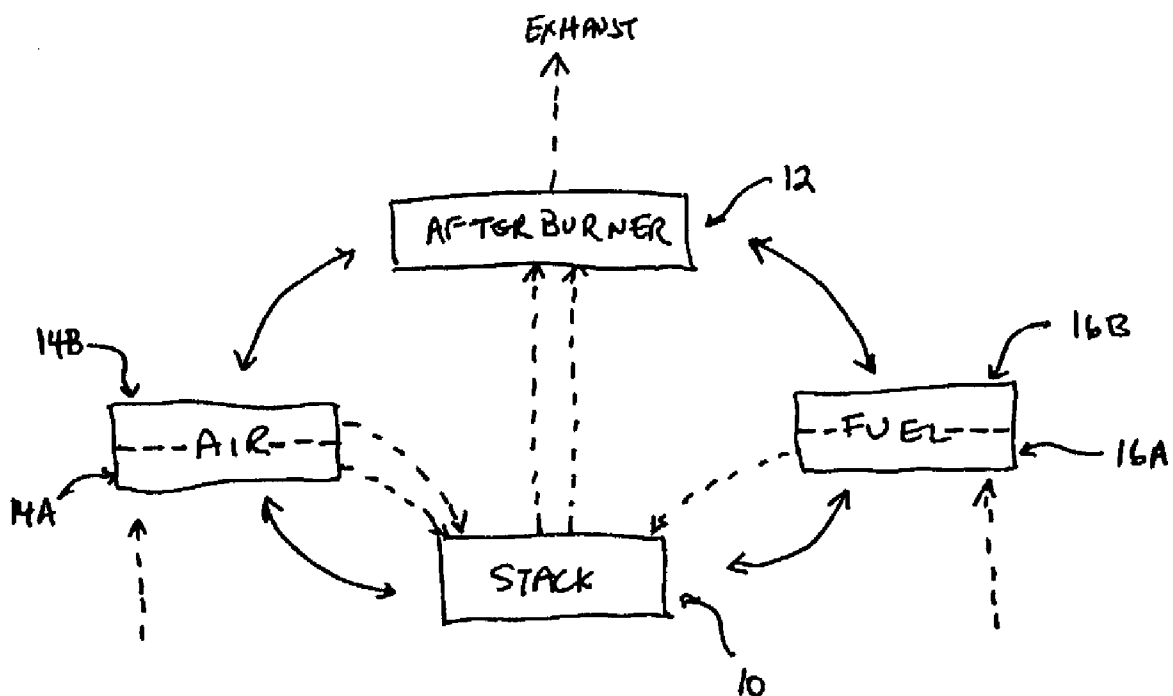 EXHAUST
12
AFTERBURNER
14B
16B
AIR
FUEL
14A
16A
STACK
10